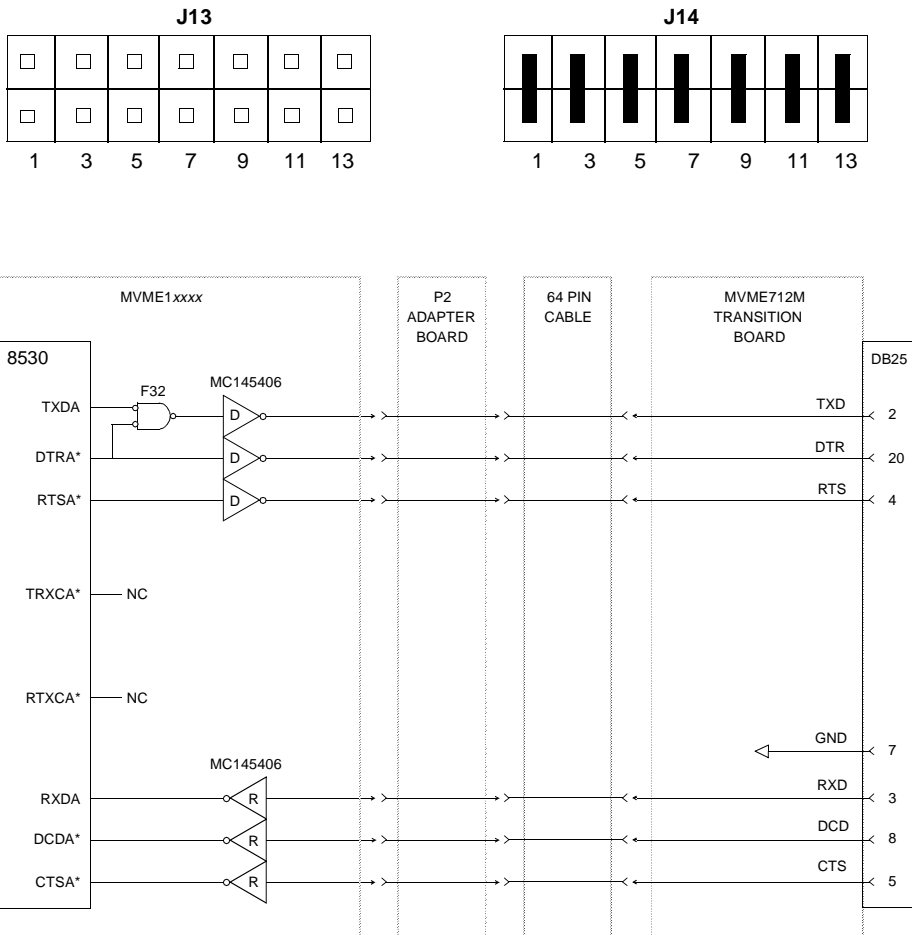 J13
J14
1 3 5 7 9 11 13
1 3 5 7 9 11 13
MVME1xxxx
P2
ADAPTER
BOARD
64 PIN
CABLE
MVME712M
TRANSITION
BOARD
8530
DB25
F32
MC145406
TXDA
D
TXD
2
DTRA*
D
DTR
20
RTSA*
D
RTS
4
TRXCA*
NC
RTXCA*
NC
GND
7
MC145406
RXDA
R
RXD
3
DCDA*
R
DCD
8
CTSA*
R
CTS
5